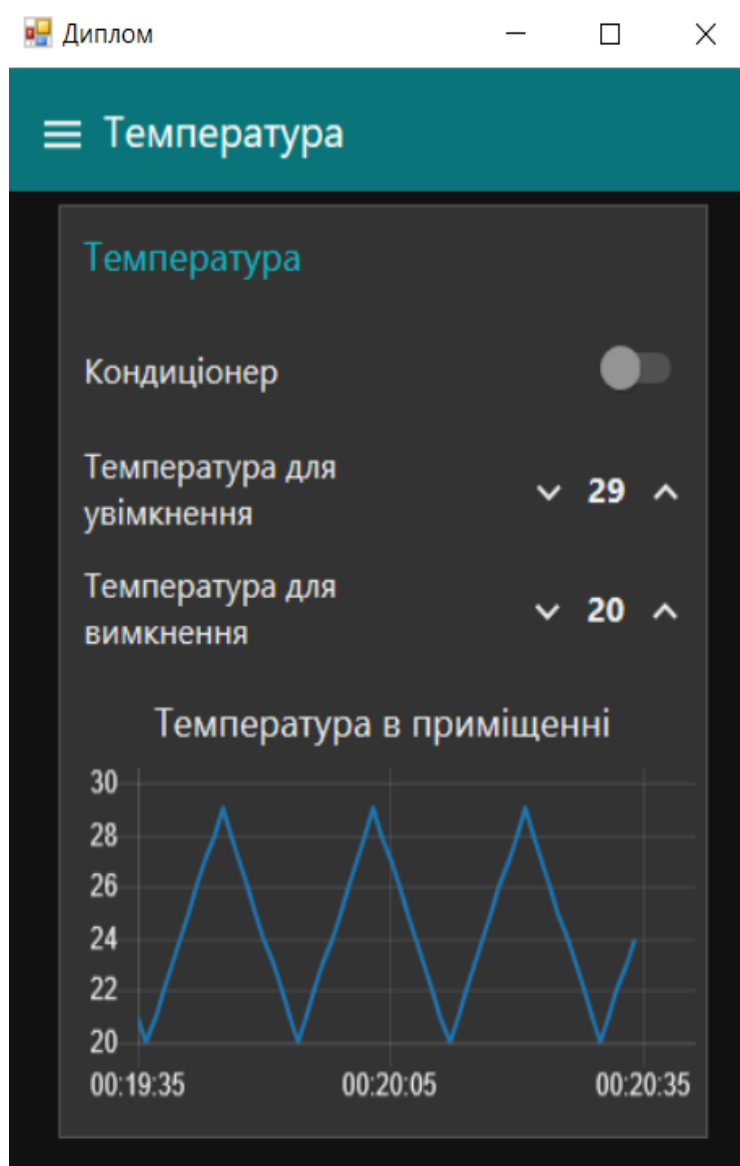 Диплом
Температура
Температура
Кондиціонер
Температура для
увімкнення
29
Температура для
вимкнення
20
Температура в приміщенні
30
28
26
24
22
20
00:19:35 00:20:05 00:20:35